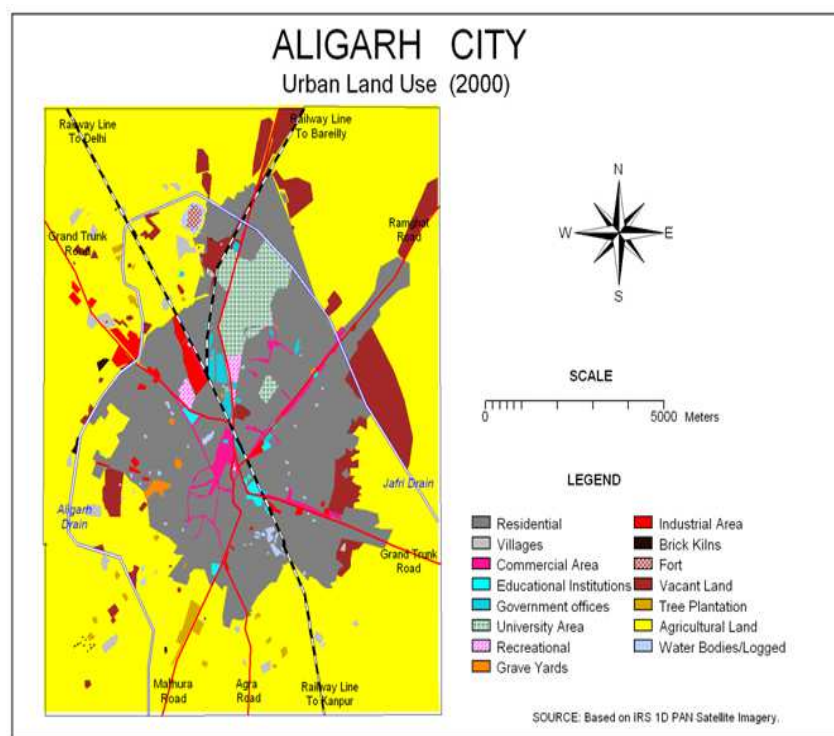 ALIGARH CITY
Urban Land Use (2000)
Railway Line
To Delhi
Railway Line
To Bareilly
Grand Trunk
Road
Ramghat
Road
Aligarh
Drain
Jafri Drain
Grand Trunk
Road
Mathura
Road
Agra
Road
Railway Line
To Kanpur
N
W
E
S
SCALE
0
5000 Meters
LEGEND
Residential
Villages
Commercial Area
Educational Institutions
Government offices
University Area
Recreational
Grave Yards
Industrial Area
Brick Kilns
Fort
Vacant Land
Tree Plantation
Agricultural Land
Water Bodies/Logged
SOURCE: Based on IRS 1D PAN Satellite Imagery.